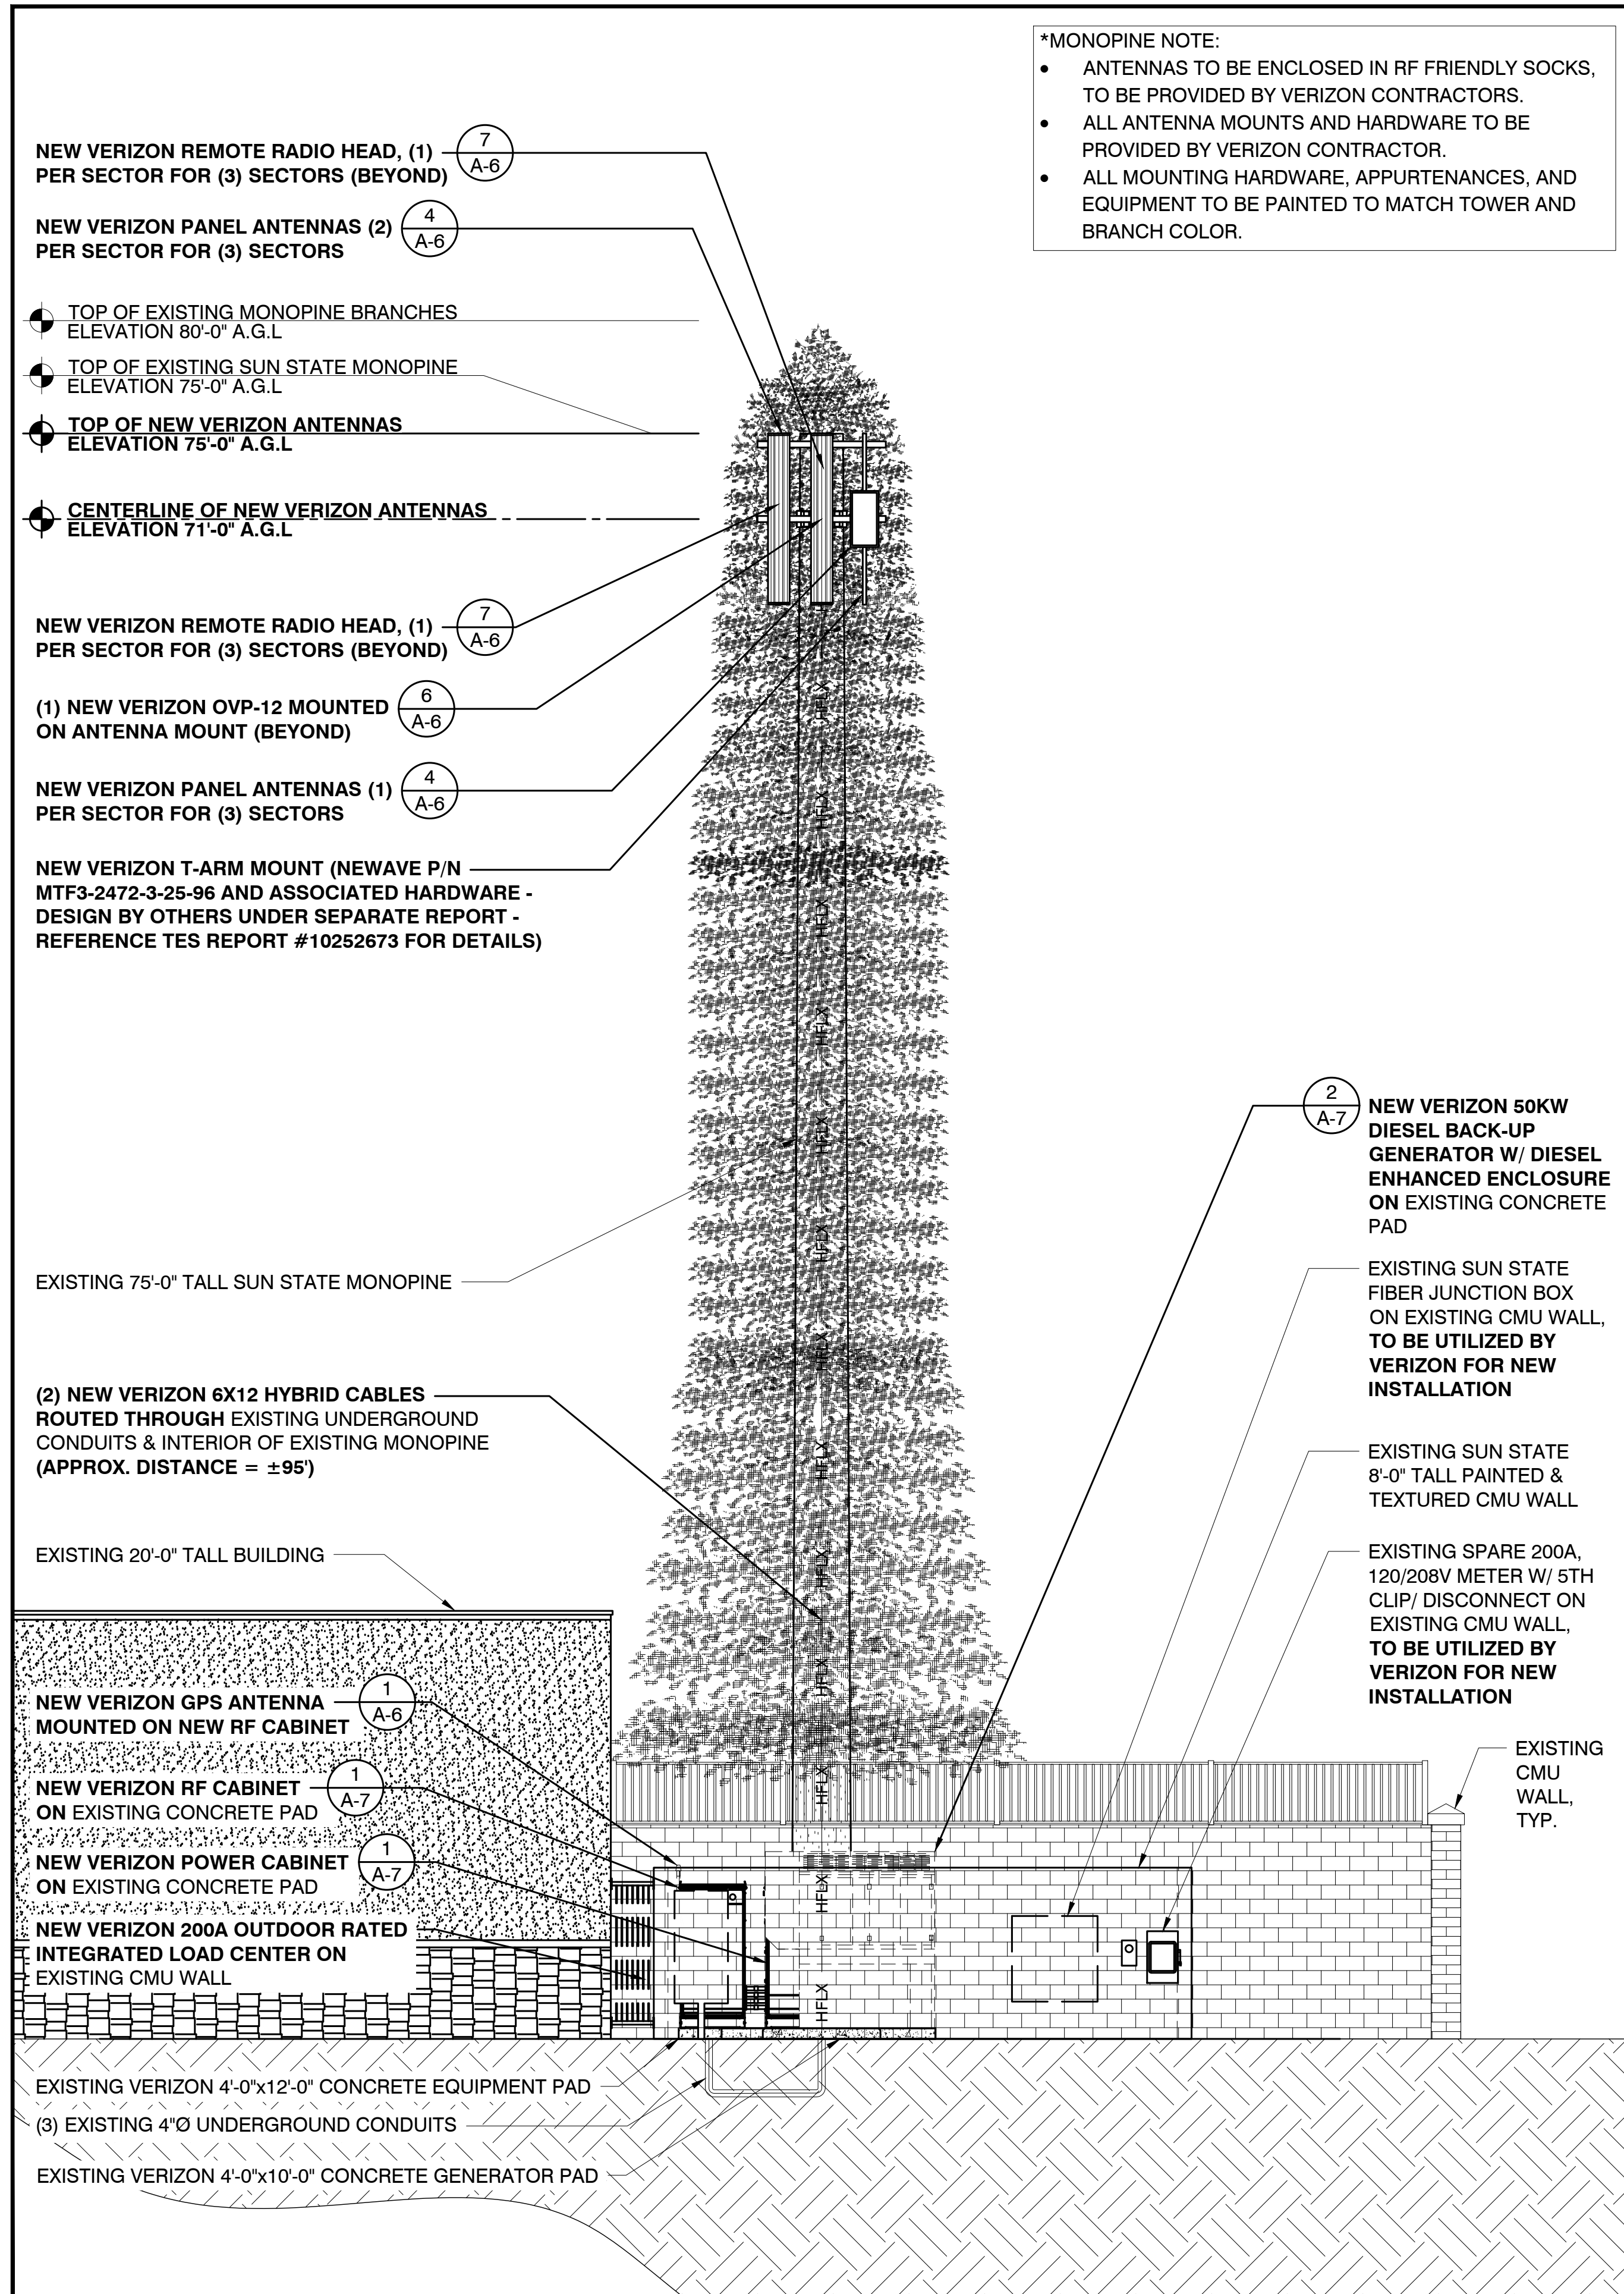 *MONOPINE NOTE:
• ANTENNAS TO BE ENCLOSED IN RF FRIENDLY SOCKS,
TO BE PROVIDED BY VERIZON CONTRACTORS.
• ALL ANTENNA MOUNTS AND HARDWARE TO BE
PROVIDED BY VERIZON CONTRACTOR.
• ALL MOUNTING HARDWARE, APPURTENANCES, AND
EQUIPMENT TO BE PAINTED TO MATCH TOWER AND
BRANCH COLOR.
NEW VERIZON REMOTE RADIO HEAD, (1)
PER SECTOR FOR (3) SECTORS (BEYOND)
7
A-6
NEW VERIZON PANEL ANTENNAS (2)
PER SECTOR FOR (3) SECTORS
4
A-6
TOP OF EXISTING MONOPINE BRANCHES
ELEVATION 80'-0" A.G.L
TOP OF EXISTING SUN STATE MONOPINE
ELEVATION 75'-0" A.G.L
TOP OF NEW VERIZON ANTENNAS
ELEVATION 75'-0" A.G.L
CENTERLINE OF NEW VERIZON ANTENNAS
ELEVATION 71'-0" A.G.L
NEW VERIZON REMOTE RADIO HEAD, (1)
PER SECTOR FOR (3) SECTORS (BEYOND)
7
A-6
(1) NEW VERIZON OVP-12 MOUNTED
ON ANTENNA MOUNT (BEYOND)
6
A-6
NEW VERIZON PANEL ANTENNAS (1)
PER SECTOR FOR (3) SECTORS
4
A-6
NEW VERIZON T-ARM MOUNT (NEWAVE P/N
MTF3-2472-3-25-96 AND ASSOCIATED HARDWARE -
DESIGN BY OTHERS UNDER SEPARATE REPORT -
REFERENCE TES REPORT #10252673 FOR DETAILS)
EXISTING 75'-0" TALL SUN STATE MONOPINE
(2) NEW VERIZON 6X12 HYBRID CABLES
ROUTED THROUGH EXISTING UNDERGROUND
CONDUITS & INTERIOR OF EXISTING MONOPINE
(APPROX. DISTANCE = ±95')
EXISTING 20'-0" TALL BUILDING
NEW VERIZON GPS ANTENNA
MOUNTED ON NEW RF CABINET
1
A-6
NEW VERIZON RF CABINET
ON EXISTING CONCRETE PAD
1
A-7
NEW VERIZON POWER CABINET
ON EXISTING CONCRETE PAD
1
A-7
NEW VERIZON 200A OUTDOOR RATED
INTEGRATED LOAD CENTER ON
EXISTING CMU WALL
EXISTING VERIZON 4'-0"x12'-0" CONCRETE EQUIPMENT PAD
(3) EXISTING 4"Ø UNDERGROUND CONDUITS
EXISTING VERIZON 4'-0"x10'-0" CONCRETE GENERATOR PAD
HFLX
HFLX
HFLX
HFLX
HFLX
HFLX
HFLX
HFLX
HFLX
HFLX
HFLX
HFLX
HFLX
2
A-7
NEW VERIZON 50KW
DIESEL BACK-UP
GENERATOR W/ DIESEL
ENHANCED ENCLOSURE
ON EXISTING CONCRETE
PAD
EXISTING SUN STATE
FIBER JUNCTION BOX
ON EXISTING CMU WALL,
TO BE UTILIZED BY
VERIZON FOR NEW
INSTALLATION
EXISTING SUN STATE
8'-0" TALL PAINTED &
TEXTURED CMU WALL
EXISTING SPARE 200A,
120/208V METER W/ 5TH
CLIP/ DISCONNECT ON
EXISTING CMU WALL,
TO BE UTILIZED BY
VERIZON FOR NEW
INSTALLATION
EXISTING
CMU
WALL,
TYP.